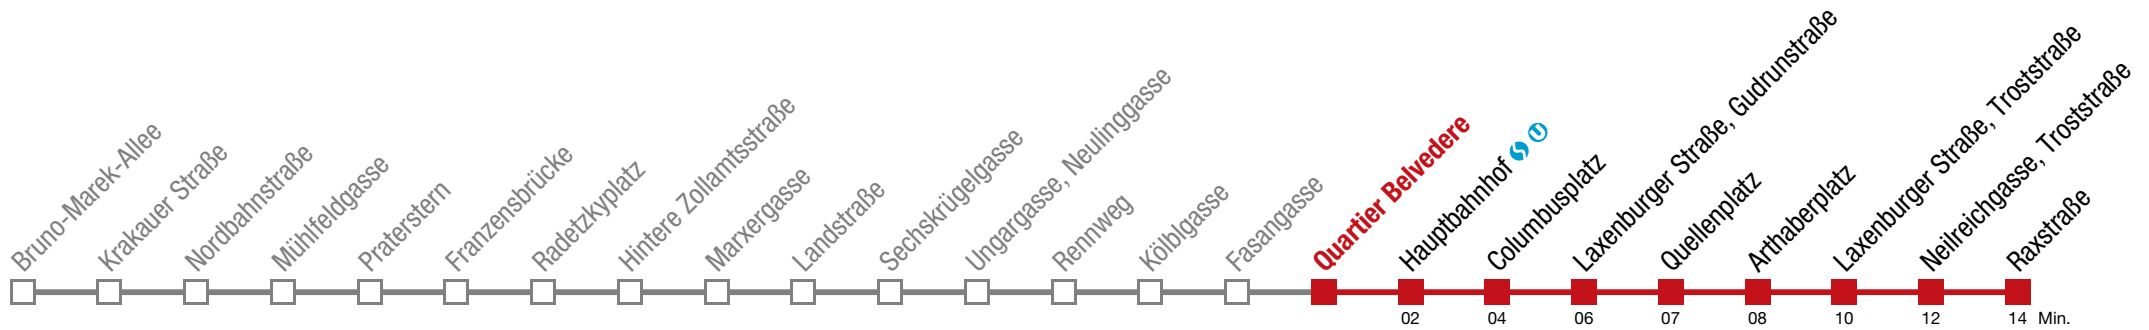 Bruno-Marek-Allee
Krakauer Straße
Nordbahnstraße
Mühlfeldgasse
Praterstern
Franzensbrücke
Radetzkyplatz
Hintere Zollamtsstraße
Marxergasse
Landstraße
Sechskrügelgasse
Ungargasse, Neulinggasse
Rennweg
Kölblgasse
Fasangasse
Quartier Belvedere
Hauptbahnhof S U
Columbusplatz
Laxenburger Straße, Gudrunstraße
Quellenplatz
Arthaberplatz
Laxenburger Straße, Troststraße
Neilreichgasse, Troststraße
Raxstraße
02 04 06 07 08 10 12 14 Min.